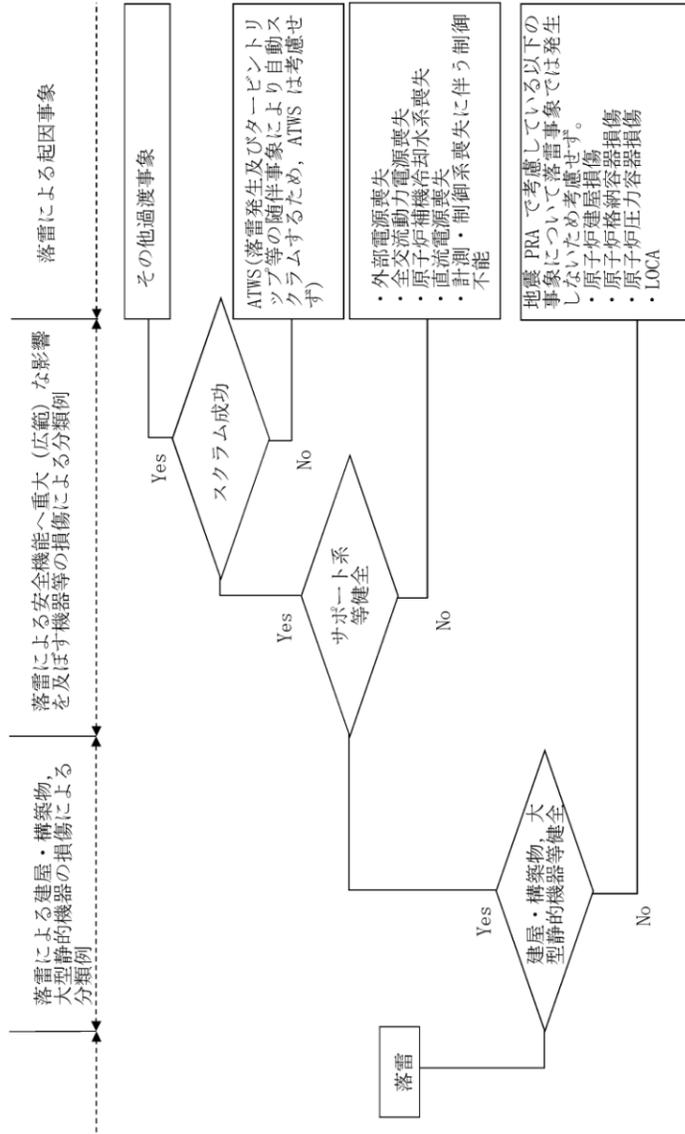 落雷による建屋・構築物,
大型静的機器の損傷による
分類例
落雷による安全機能へ重大（広範）な影響
を及ぼす機器等の損傷による分類例
落雷による起因事象
落雷
建屋・構築物, 大
型静的機器等健全
Yes
No
サポート系
等健全
Yes
No
スクラム成功
Yes
No
その他過渡事象
ATWS(落雷発生及びタービントリ
ップ等の随伴事象により自動ス
クラムするため, ATWS は考慮せ
ず)
・外部電源喪失
・全交流動力電源喪失
・原子炉補機冷却水系喪失
・直流電源喪失
・計測・制御系喪失に伴う制御
不能
地震 PRA で考慮している以下の
事象について落雷事象では発生
しないため考慮せず。
・原子炉建屋損傷
・原子炉格納容器損傷
・原子炉圧力容器損傷
・LOCA